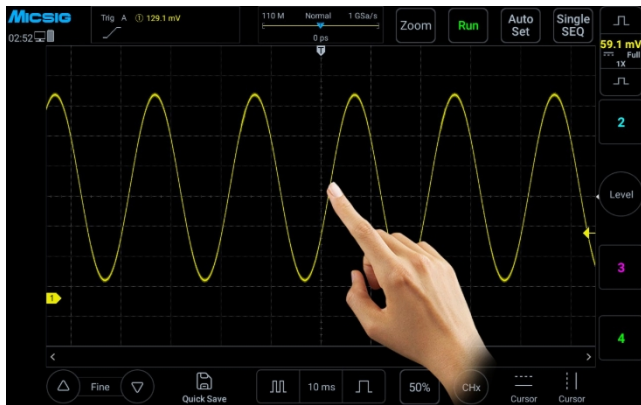 MICSIG
02:52
Trig A ① 129.1 mV
110 M Normal 1 GSa/s
0 ps
T
Zoom
Run
Auto
Set
Single
SEQ
59.1 mV
Full
1X
2
Level
3
4
1
Fine
Quick Save
10 ms
50%
CHx
Cursor
Cursor